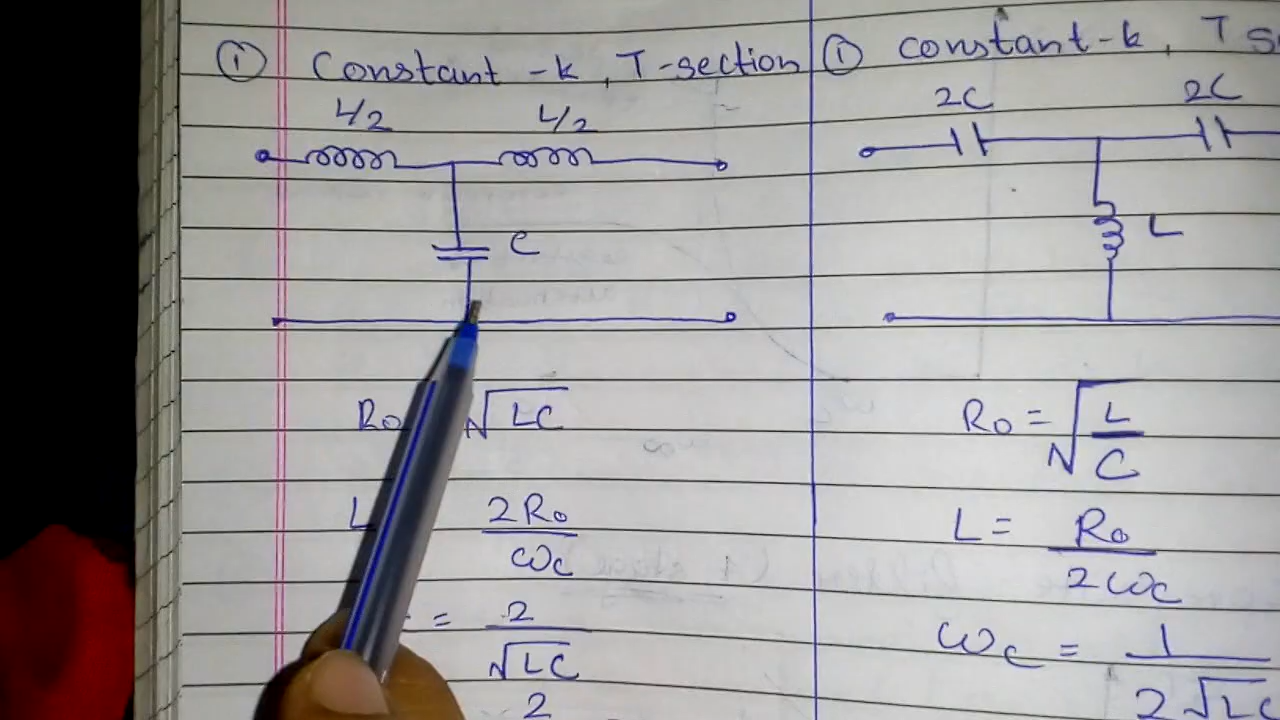 ① Constant -k, T-section
L/2 L/2
C
R₀ √LC
L 2R₀/ωc
= 2/√LC
2
① constant-k, T
2C 2C
L
R₀ = √L/C
L = R₀/2ωc
ωc = 1/2√LC